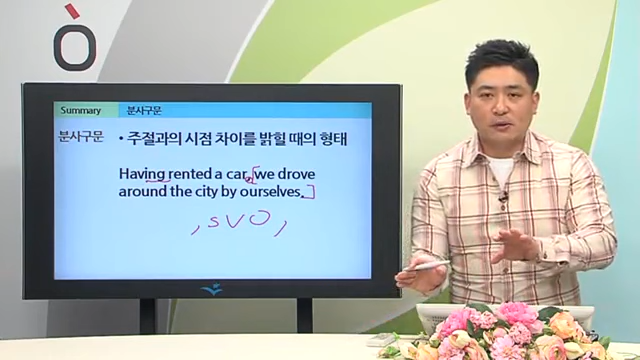 Summary
분사구문
분사구문
• 주절과의 시점 차이를 밝힐 때의 형태
Having rented a car, [we drove
around the city by ourselves.]
, S V O ,